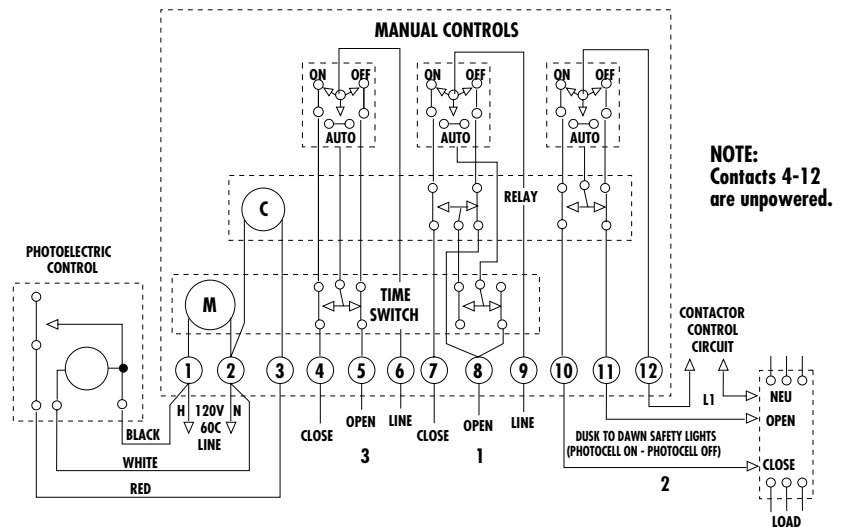 MANUAL CONTROLS
ON OFF
AUTO
ON OFF
AUTO
ON OFF
AUTO
NOTE:
Contacts 4-12
are unpowered.
RELAY
C
PHOTOELECTRIC
CONTROL
M
TIME
SWITCH
CONTACTOR
CONTROL
CIRCUIT
1 2 3 4 5 6 7 8 9 10 11 12
L1
NEU
OPEN
CLOSE
LOAD
H 120V N
60C
LINE
BLACK
WHITE
RED
CLOSE
OPEN
LINE
3
CLOSE
OPEN
LINE
1
DUSK TO DAWN SAFETY LIGHTS
(PHOTOCELL ON - PHOTOCELL OFF)
2